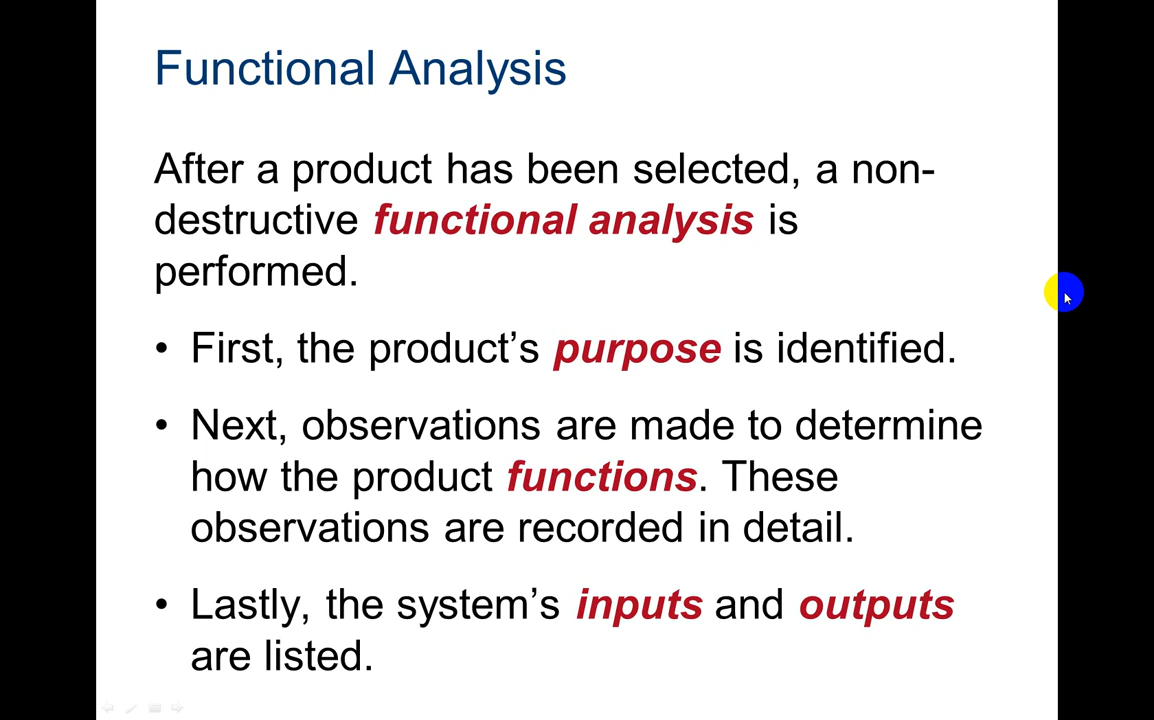 Functional Analysis
After a product has been selected, a non-
destructive functional analysis is
performed.
• First, the product’s purpose is identified.
• Next, observations are made to determine
how the product functions. These
observations are recorded in detail.
• Lastly, the system’s inputs and outputs
are listed.